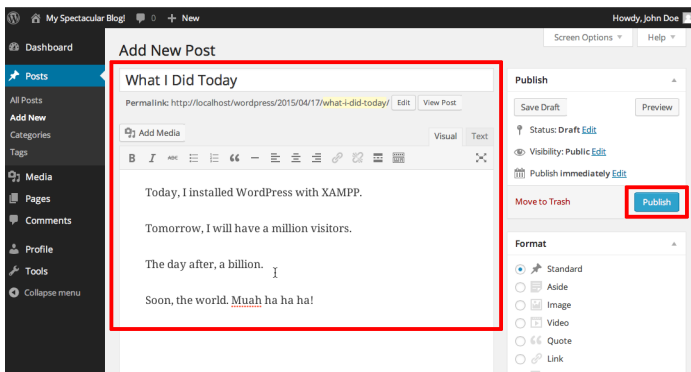 My Spectacular Blog! 0 + New Howdy, John Doe
Screen Options Help
Dashboard
Posts
All Posts
Add New
Categories
Tags
Media
Pages
Comments
Profile
Tools
Collapse menu
Add New Post
What I Did Today
Permalink: http://localhost/wordpress/2015/04/17/what-i-did-today/ Edit View Post
Add Media Visual Text
B I ABC
Today, I installed WordPress with XAMPP.
Tomorrow, I will have a million visitors.
The day after, a billion.
Soon, the world. Muah ha ha ha!
Publish
Save Draft Preview
Status: Draft Edit
Visibility: Public Edit
Publish immediately Edit
Move to Trash Publish
Format
Standard
Aside
Image
Video
Quote
Link